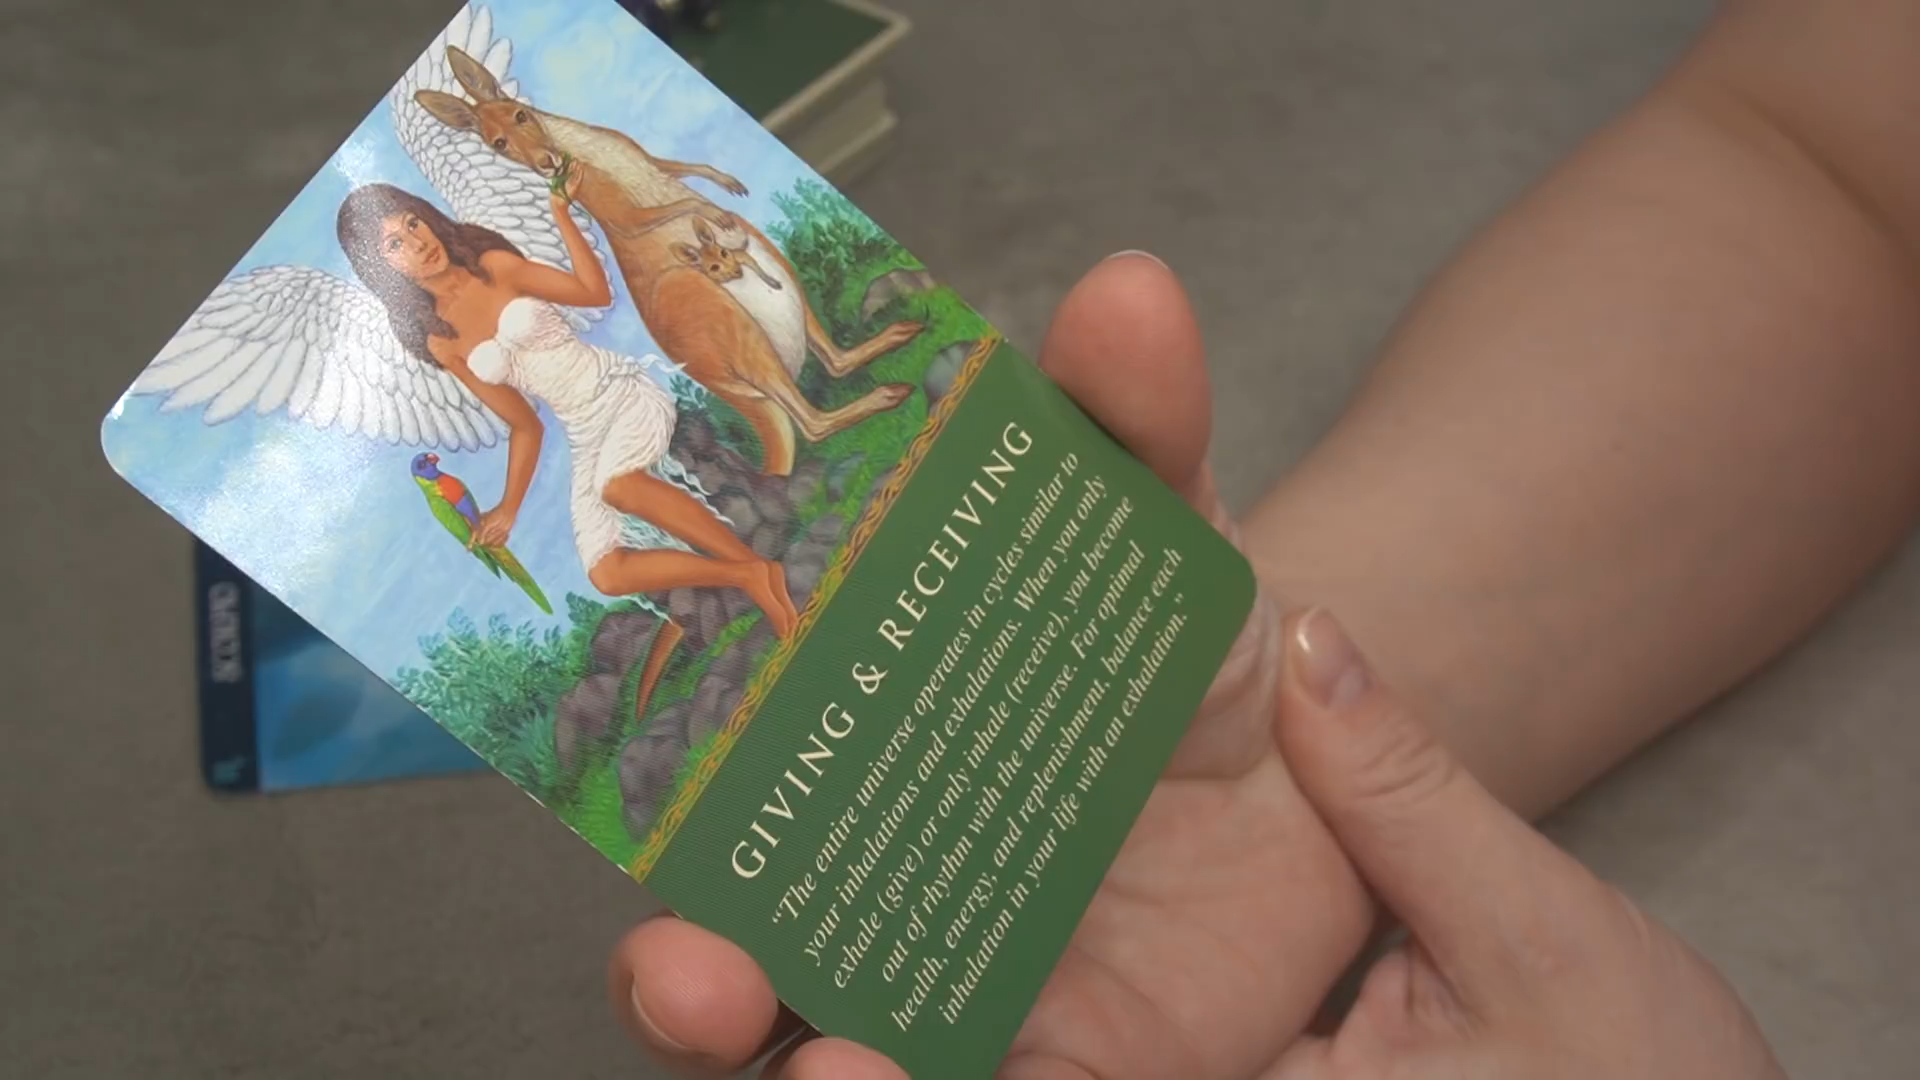 GIVING & RECEIVING
“The entire universe operates in cycles similar to
your inhalations and exhalations. When you only
exhale (give) or only inhale (receive), you become
out of rhythm with the universe. For optimal
health, energy, and replenishment, balance each
inhalation in your life with an exhalation.”